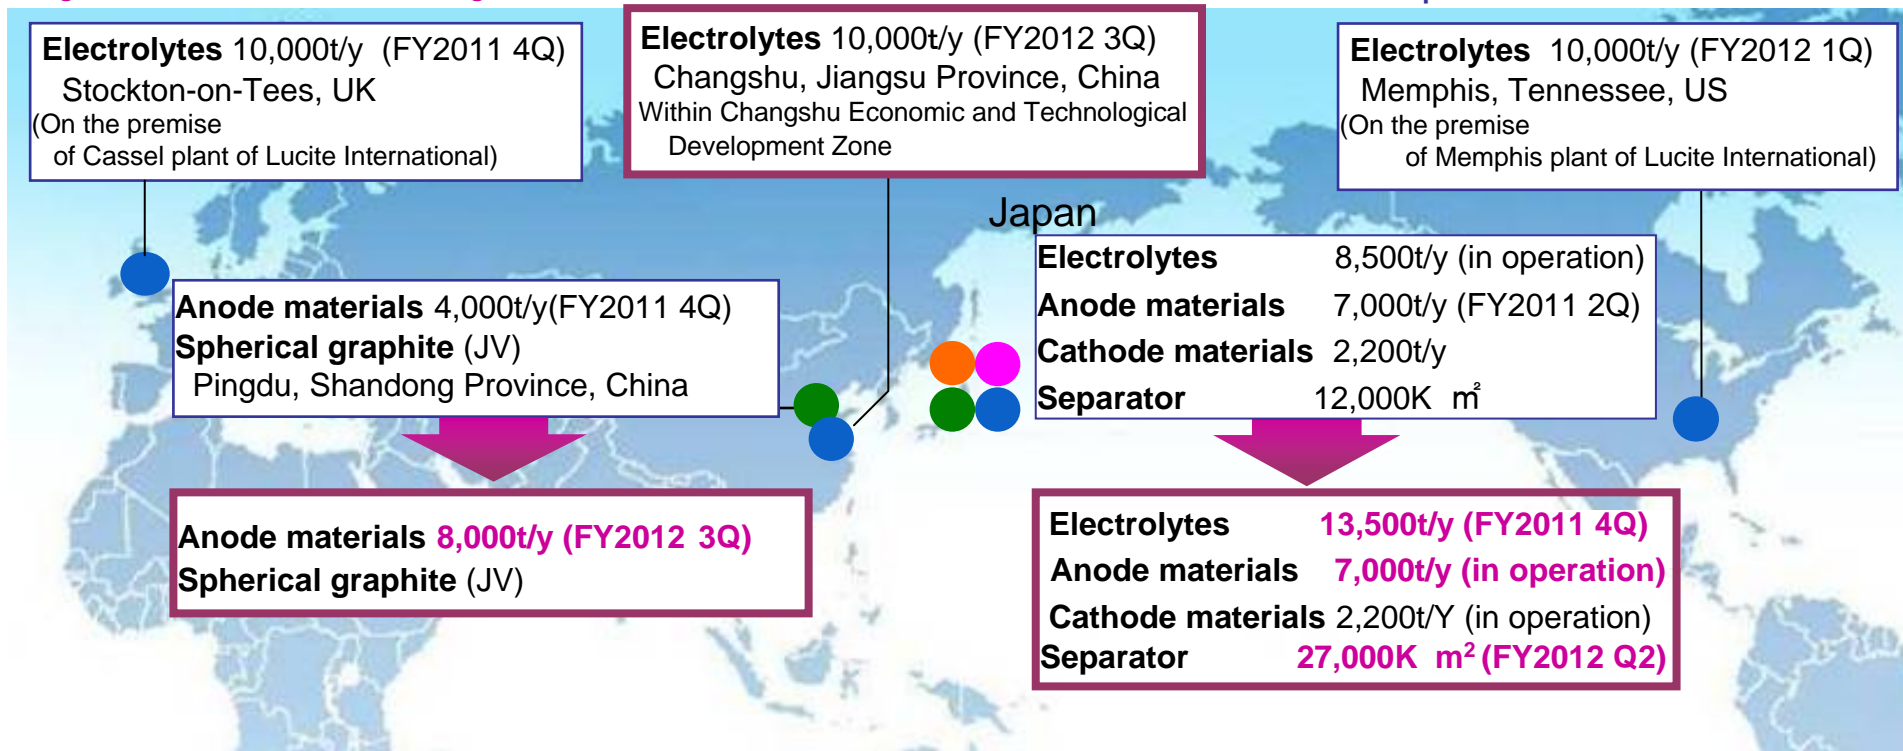 Electrolytes 10,000t/y (FY2011 4Q)
Stockton-on-Tees, UK
(On the premise
of Cassel plant of Lucite International)
Electrolytes 10,000t/y (FY2012 3Q)
Changshu, Jiangsu Province, China
Within Changshu Economic and Technological
Development Zone
Electrolytes 10,000t/y (FY2012 1Q)
Memphis, Tennessee, US
(On the premise
of Memphis plant of Lucite International)
Anode materials 4,000t/y(FY2011 4Q)
Spherical graphite (JV)
Pingdu, Shandong Province, China
Japan
Electrolytes 8,500t/y (in operation)
Anode materials 7,000t/y (FY2011 2Q)
Cathode materials 2,200t/y
Separator 12,000K ㎡
Anode materials 8,000t/y (FY2012 3Q)
Spherical graphite (JV)
Electrolytes 13,500t/y (FY2011 4Q)
Anode materials 7,000t/y (in operation)
Cathode materials 2,200t/Y (in operation)
Separator 27,000K m² (FY2012 Q2)